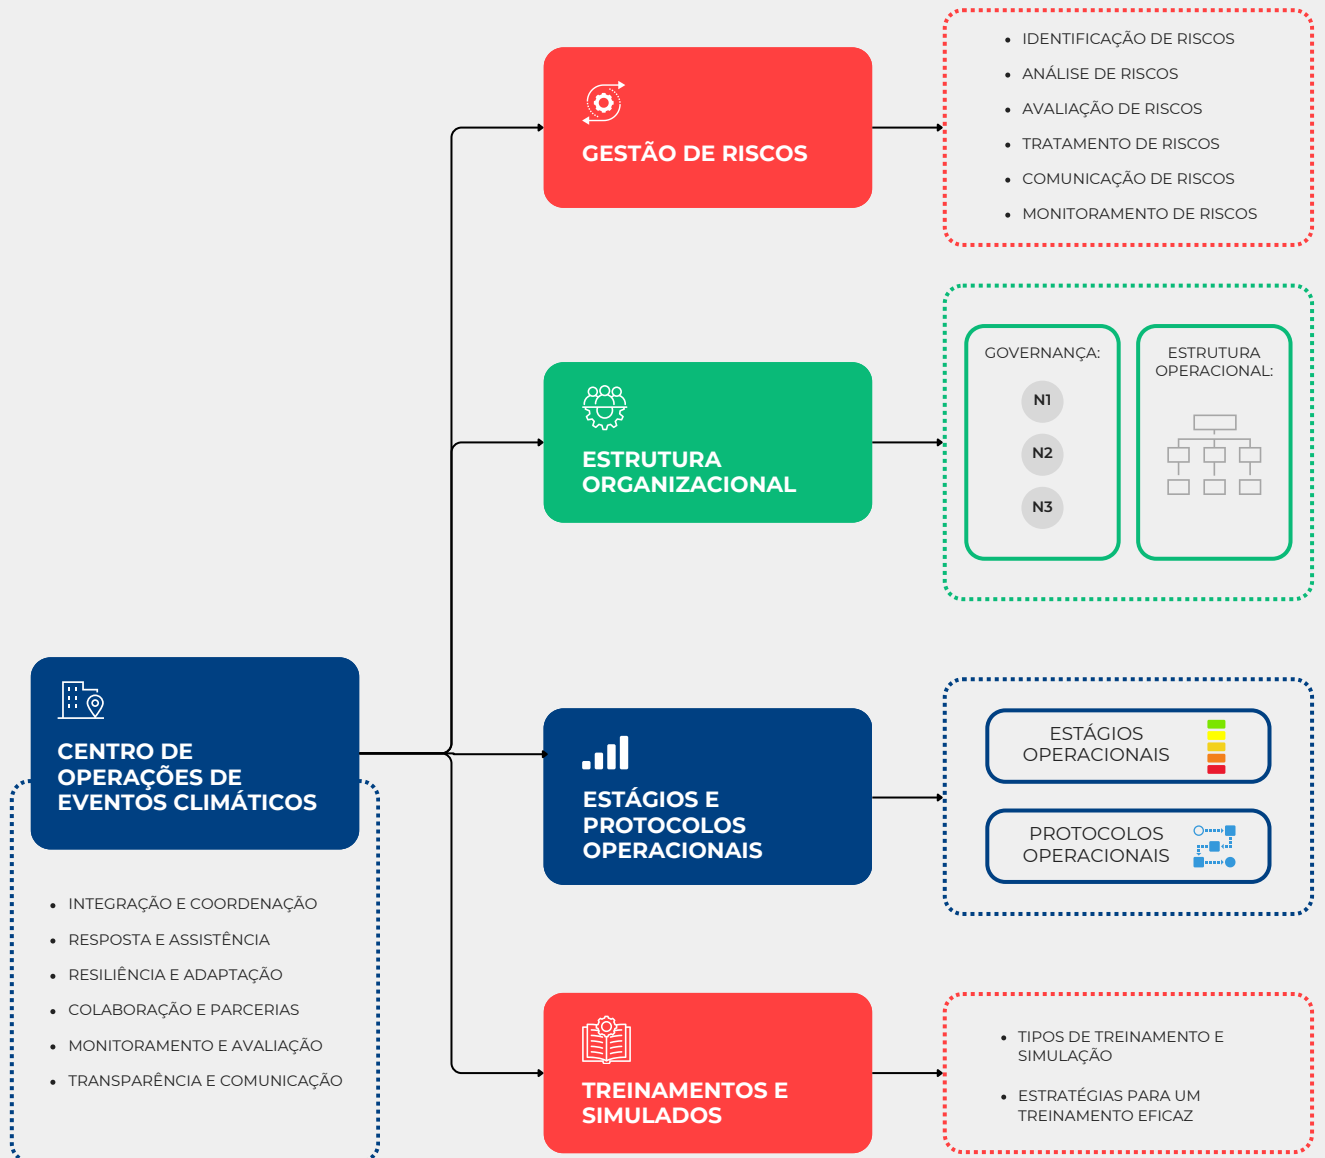 CENTRO DE
OPERAÇÕES DE
EVENTOS CLIMÁTICOS
• INTEGRAÇÃO E COORDENAÇÃO
• RESPOSTA E ASSISTÊNCIA
• RESILIÊNCIA E ADAPTAÇÃO
• COLABORAÇÃO E PARCERIAS
• MONITORAMENTO E AVALIAÇÃO
• TRANSPARÊNCIA E COMUNICAÇÃO
GESTÃO DE RISCOS
• IDENTIFICAÇÃO DE RISCOS
• ANÁLISE DE RISCOS
• AVALIAÇÃO DE RISCOS
• TRATAMENTO DE RISCOS
• COMUNICAÇÃO DE RISCOS
• MONITORAMENTO DE RISCOS
ESTRUTURA
ORGANIZACIONAL
GOVERNANÇA:
N1
N2
N3
ESTRUTURA
OPERACIONAL:
ESTÁGIOS E
PROTOCOLOS
OPERACIONAIS
ESTÁGIOS
OPERACIONAIS
PROTOCOLOS
OPERACIONAIS
TREINAMENTOS E
SIMULADOS
• TIPOS DE TREINAMENTO E
SIMULAÇÃO
• ESTRATÉGIAS PARA UM
TREINAMENTO EFICAZ